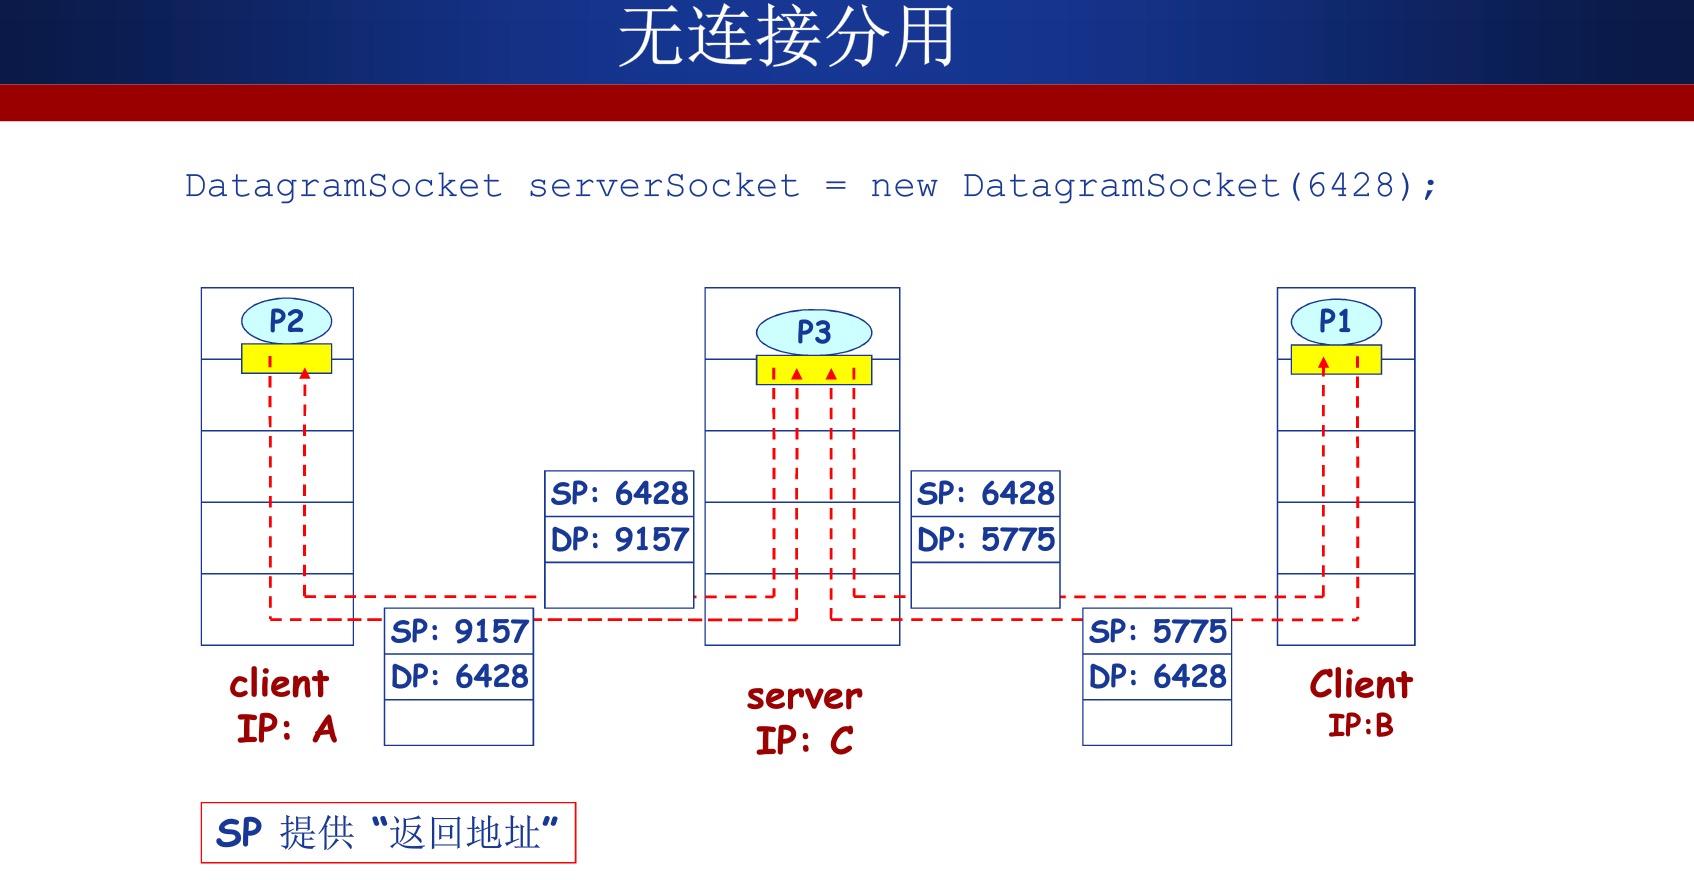 无连接分用
DatagramSocket serverSocket = new DatagramSocket(6428);
P2
P3
P1
SP: 6428
DP: 9157
SP: 6428
DP: 5775
SP: 9157
DP: 6428
SP: 5775
DP: 6428
client
IP: A
server
IP: C
Client
IP:B
SP 提供 “返回地址”